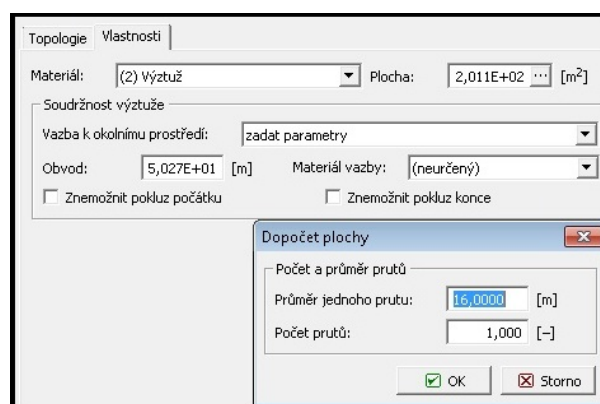 Topologie Vlastnosti
Materiál: (2) Výztuž Plocha: 2,011E+02 ... [m²]
Soudržnost výztuže
Vazba k okolnímu prostředí: zadat parametry
Obvod: 5,027E+01 [m] Materiál vazby: (neurčený)
Znemožnit pokluz počátku Znemožnit pokluz konce
Dopočet plochy
Počet a průměr prutů
Průměr jednoho prutu: 16,0000 [m]
Počet prutů: 1,000 [–]
OK Storno